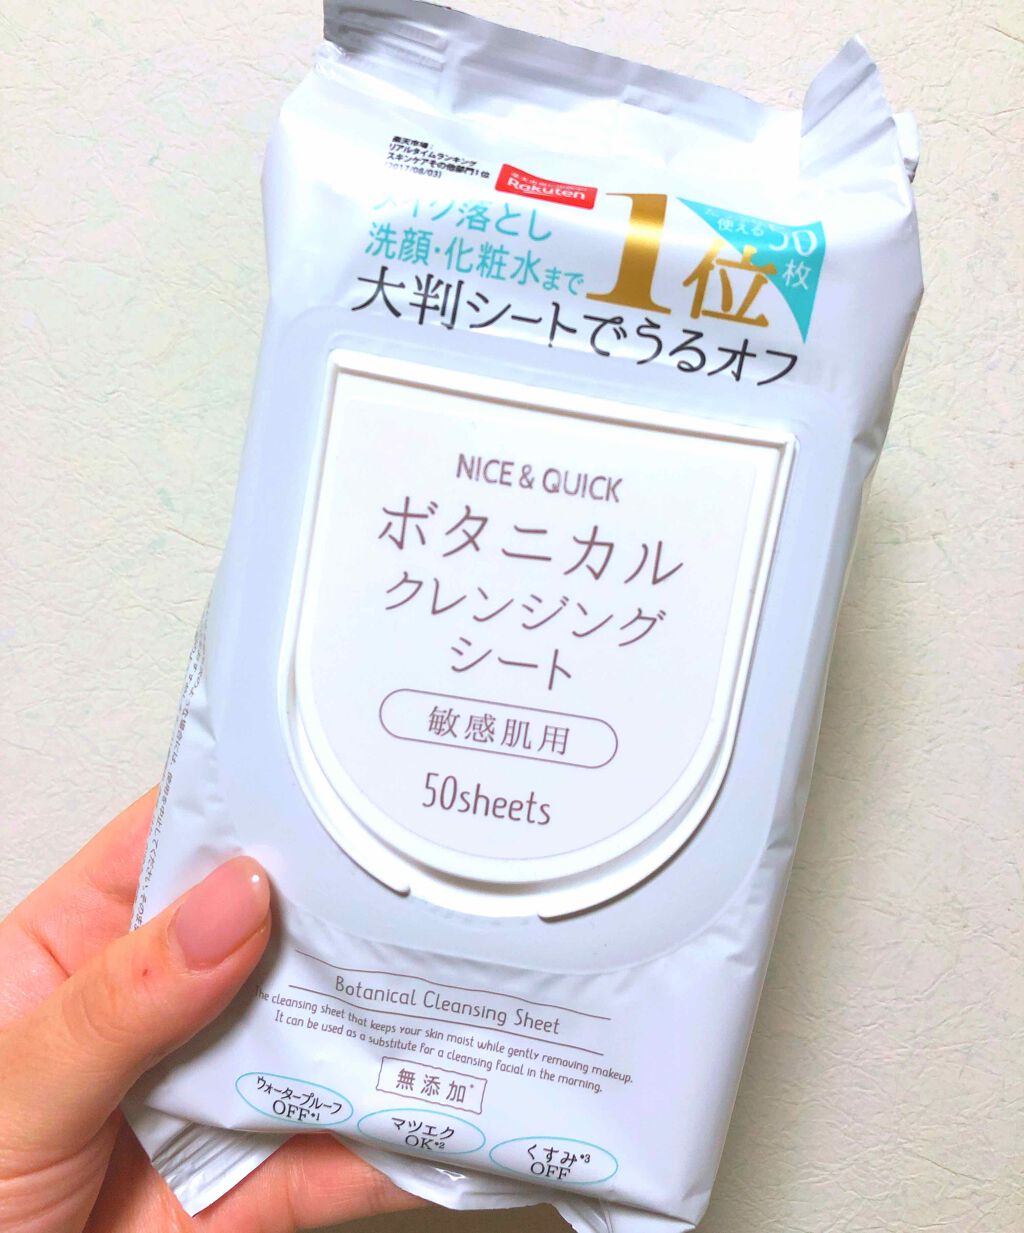 楽天市場
リアルタイムランキング
スキンケアその他部門1位
(2017/08/03)
Rakuten
1位
使える50
枚
メイク落とし
洗顔・化粧水まで
大判シートでうるオフ
NICE & QUICK
ボタニカル
クレンジング
シート
敏感肌用
50sheets
Botanical Cleansing Sheet
The cleansing sheet that keeps your skin moist while gently removing makeup.
It can be used as a substitute for a cleansing facial in the morning.
無添加*
ウォータープルーフ
OFF*1
マツエク
OK*2
くすみ*3
OFF